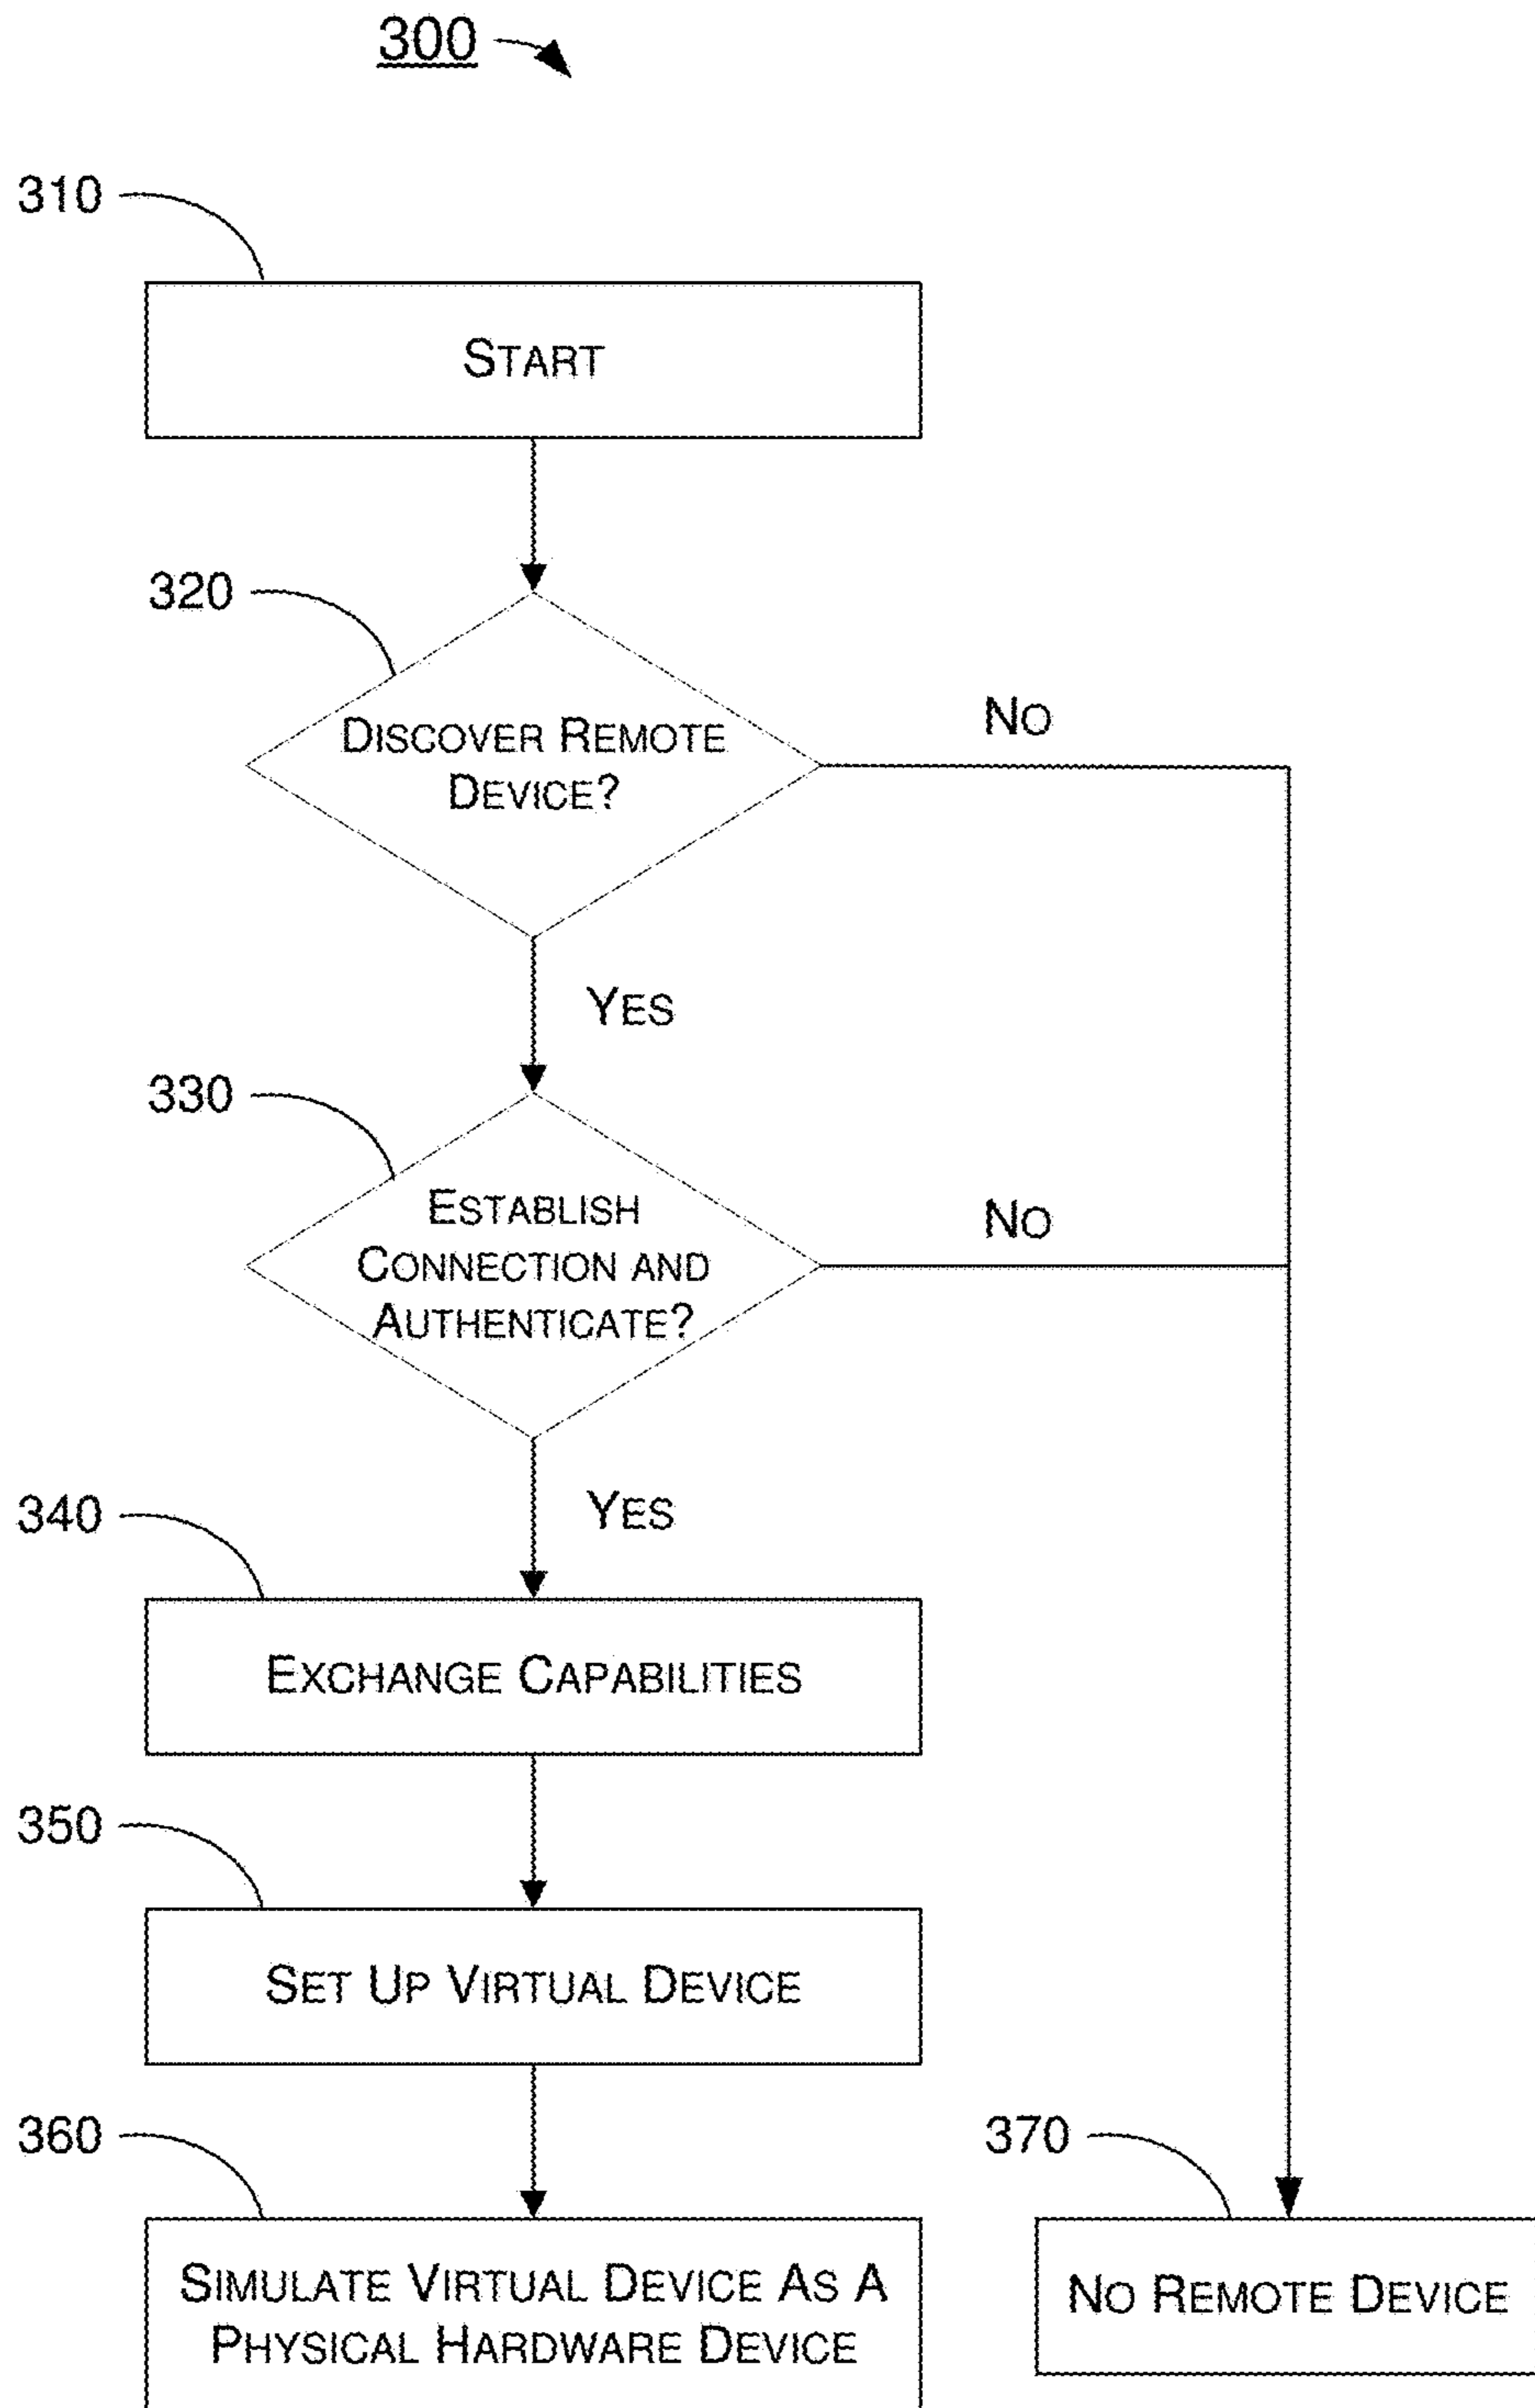 300
310
START
320
DISCOVER REMOTE
DEVICE?
NO
YES
330
ESTABLISH
CONNECTION AND
AUTHENTICATE?
NO
YES
340
EXCHANGE CAPABILITIES
350
SET UP VIRTUAL DEVICE
360
SIMULATE VIRTUAL DEVICE AS A
PHYSICAL HARDWARE DEVICE
370
NO REMOTE DEVICE